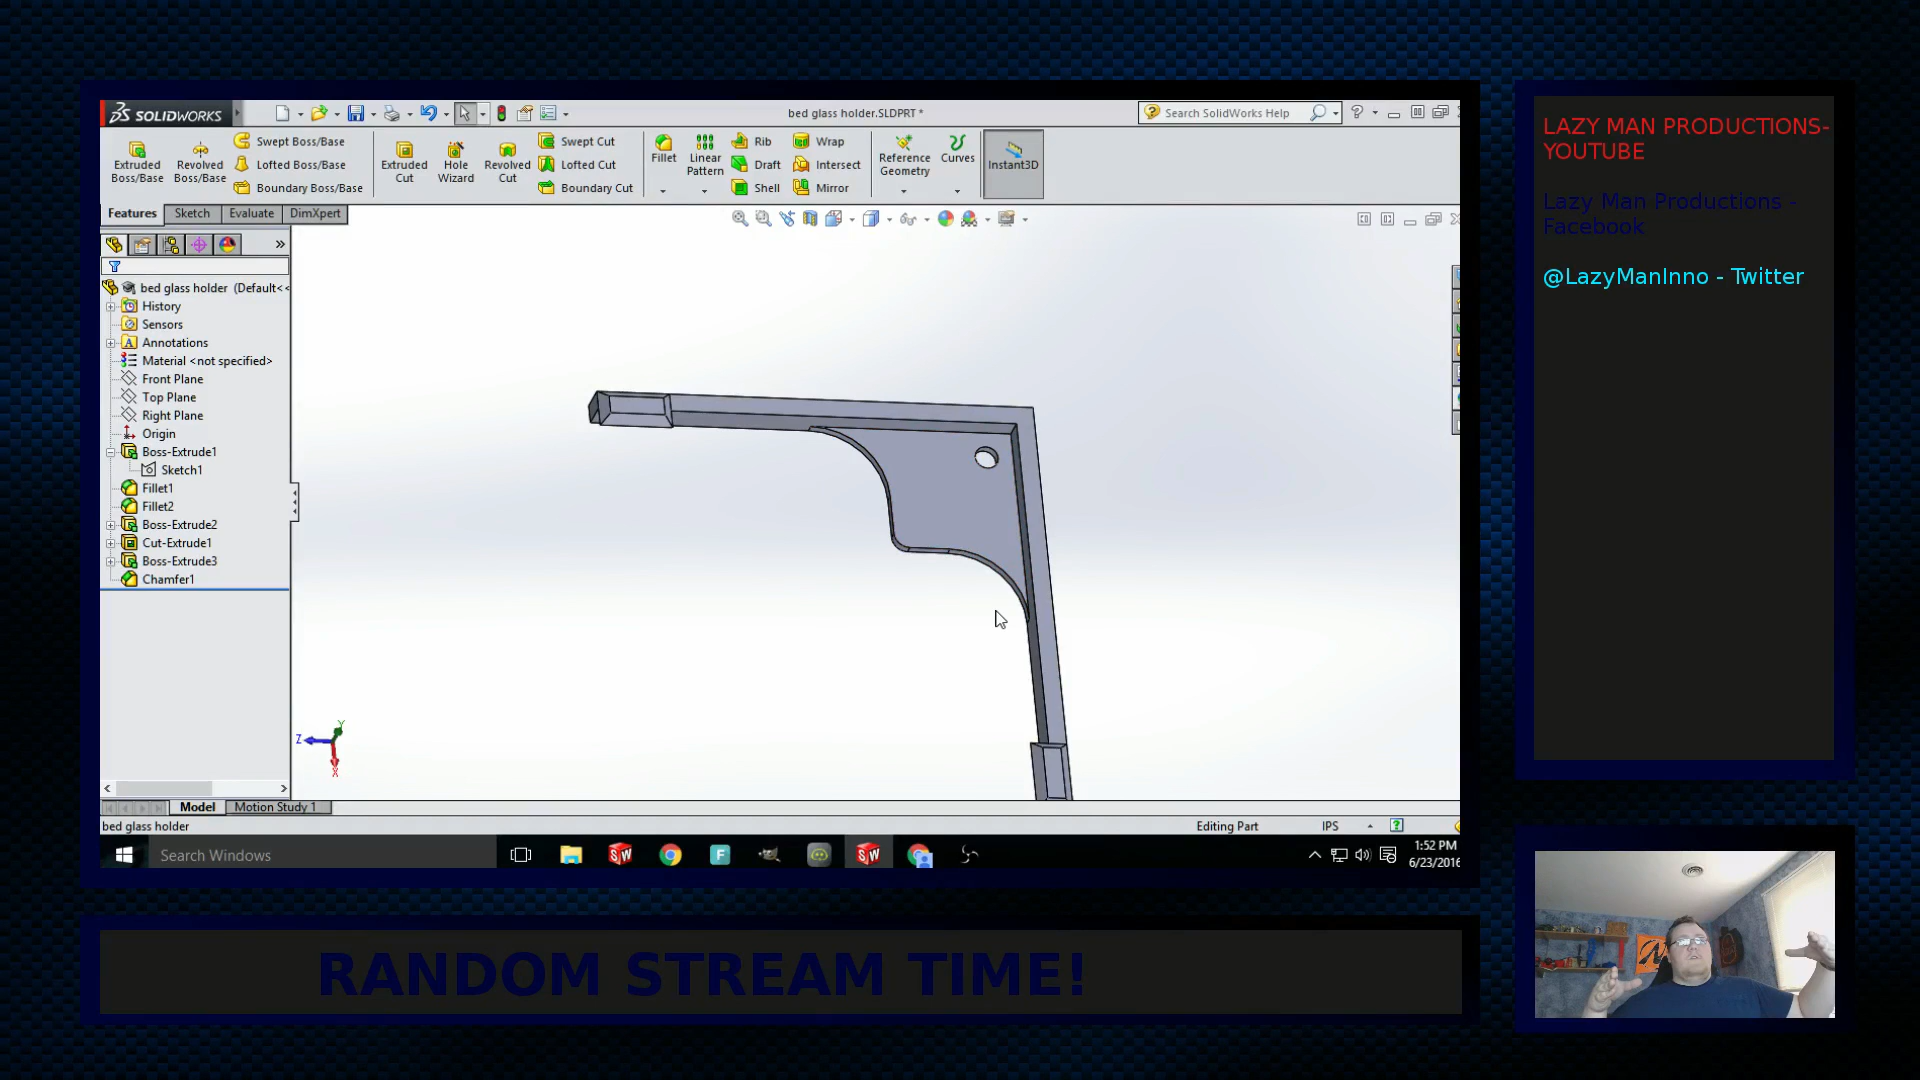 SOLIDWORKS
bed glass holder.SLDPRT *
Search SolidWorks Help
Extruded Boss/Base
Revolved Boss/Base
Swept Boss/Base
Lofted Boss/Base
Boundary Boss/Base
Extruded Cut
Hole Wizard
Revolved Cut
Swept Cut
Lofted Cut
Boundary Cut
Fillet
Linear Pattern
Rib
Draft
Shell
Wrap
Intersect
Mirror
Reference Geometry
Curves
Instant3D
Features
Sketch
Evaluate
DimXpert
bed glass holder (Default<<
History
Sensors
Annotations
Material <not specified>
Front Plane
Top Plane
Right Plane
Origin
Boss-Extrude1
Sketch1
Fillet1
Fillet2
Boss-Extrude2
Cut-Extrude1
Boss-Extrude3
Chamfer1
Y
Z
X
Model
Motion Study 1
bed glass holder
Editing Part
IPS
Search Windows
1:52 PM
6/23/2016
LAZY MAN PRODUCTIONS-
YOUTUBE
Lazy Man Productions -
Facebook
@LazyManInno - Twitter
RANDOM STREAM TIME!